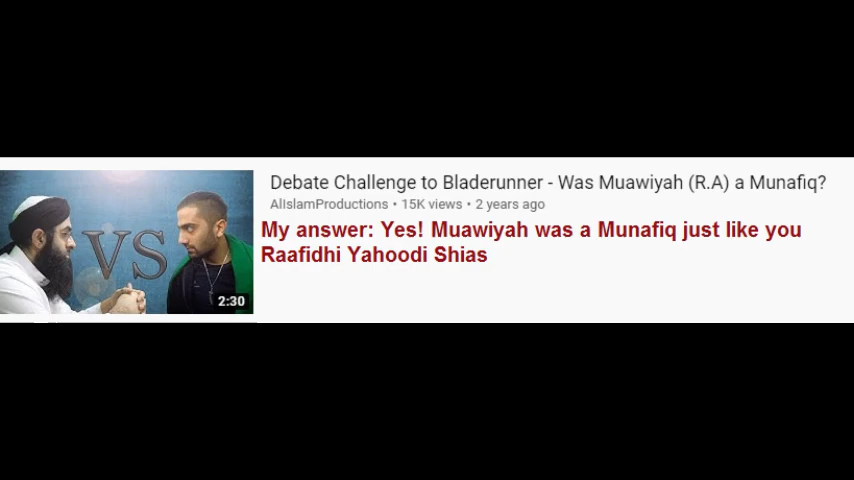 VS
2:30
Debate Challenge to Bladerunner - Was Muawiyah (R.A) a Munafiq?
AlIslamProductions • 15K views • 2 years ago
My answer: Yes! Muawiyah was a Munafiq just like you
Raafidhi Yahoodi Shias